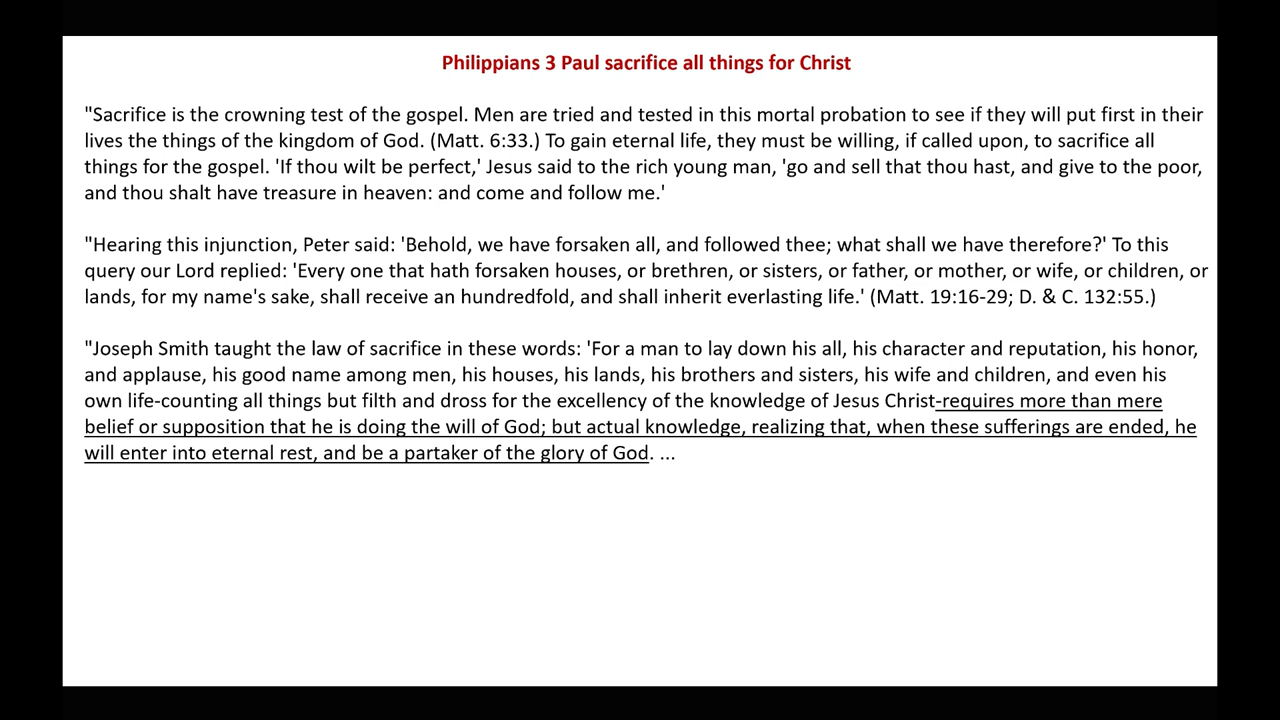 Philippians 3 Paul sacrifice all things for Christ
"Sacrifice is the crowning test of the gospel. Men are tried and tested in this mortal probation to see if they will put first in their
lives the things of the kingdom of God. (Matt. 6:33.) To gain eternal life, they must be willing, if called upon, to sacrifice all
things for the gospel. 'If thou wilt be perfect,' Jesus said to the rich young man, 'go and sell that thou hast, and give to the poor,
and thou shalt have treasure in heaven: and come and follow me.'
"Hearing this injunction, Peter said: 'Behold, we have forsaken all, and followed thee; what shall we have therefore?' To this
query our Lord replied: 'Every one that hath forsaken houses, or brethren, or sisters, or father, or mother, or wife, or children, or
lands, for my name's sake, shall receive an hundredfold, and shall inherit everlasting life.' (Matt. 19:16-29; D. & C. 132:55.)
"Joseph Smith taught the law of sacrifice in these words: 'For a man to lay down his all, his character and reputation, his honor,
and applause, his good name among men, his houses, his lands, his brothers and sisters, his wife and children, and even his
own life-counting all things but filth and dross for the excellency of the knowledge of Jesus Christ-requires more than mere
belief or supposition that he is doing the will of God; but actual knowledge, realizing that, when these sufferings are ended, he
will enter into eternal rest, and be a partaker of the glory of God. ...